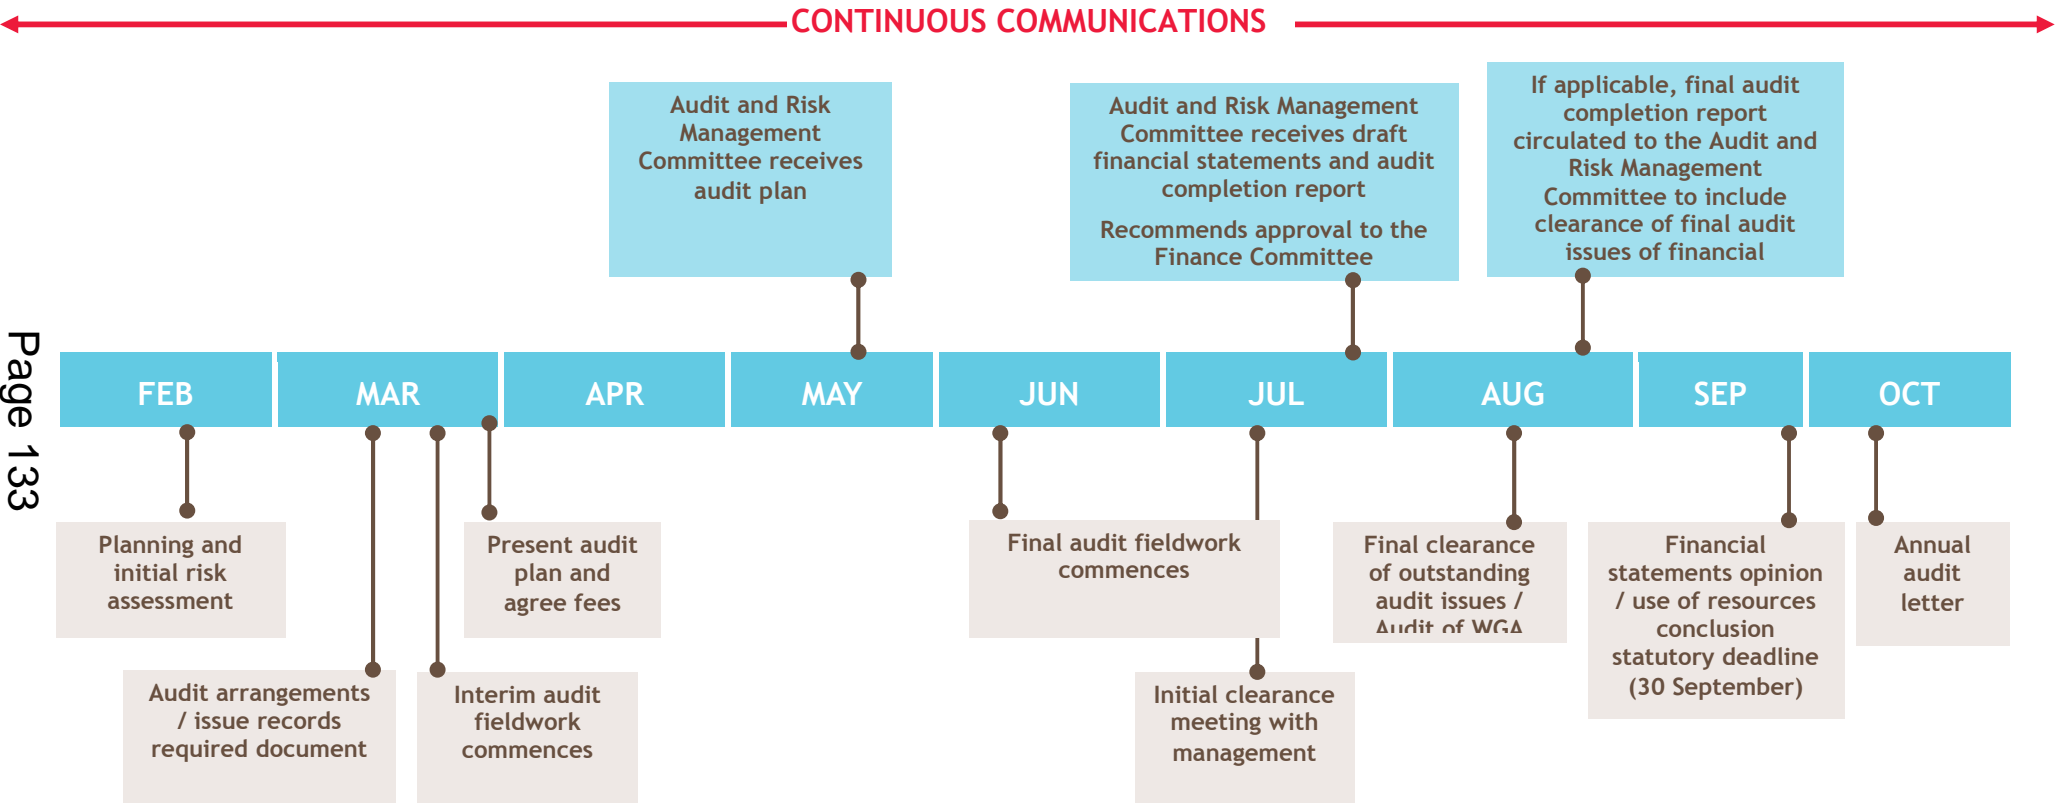 CONTINUOUS COMMUNICATIONS
Audit and Risk
Management
Committee receives
audit plan
Audit and Risk Management
Committee receives draft
financial statements and audit
completion report
Recommends approval to the
Finance Committee
If applicable, final audit
completion report
circulated to the Audit and
Risk Management
Committee to include
clearance of final audit
issues of financial
Page 133
FEB
MAR
APR
MAY
JUN
JUL
AUG
SEP
OCT
Planning and
initial risk
assessment
Present audit
plan and
agree fees
Final audit fieldwork
commences
Final clearance
of outstanding
audit issues /
Audit of WGA
Financial
statements opinion
/ use of resources
conclusion
statutory deadline
(30 September)
Annual
audit
letter
Audit arrangements
/ issue records
required document
Interim audit
fieldwork
commences
Initial clearance
meeting with
management